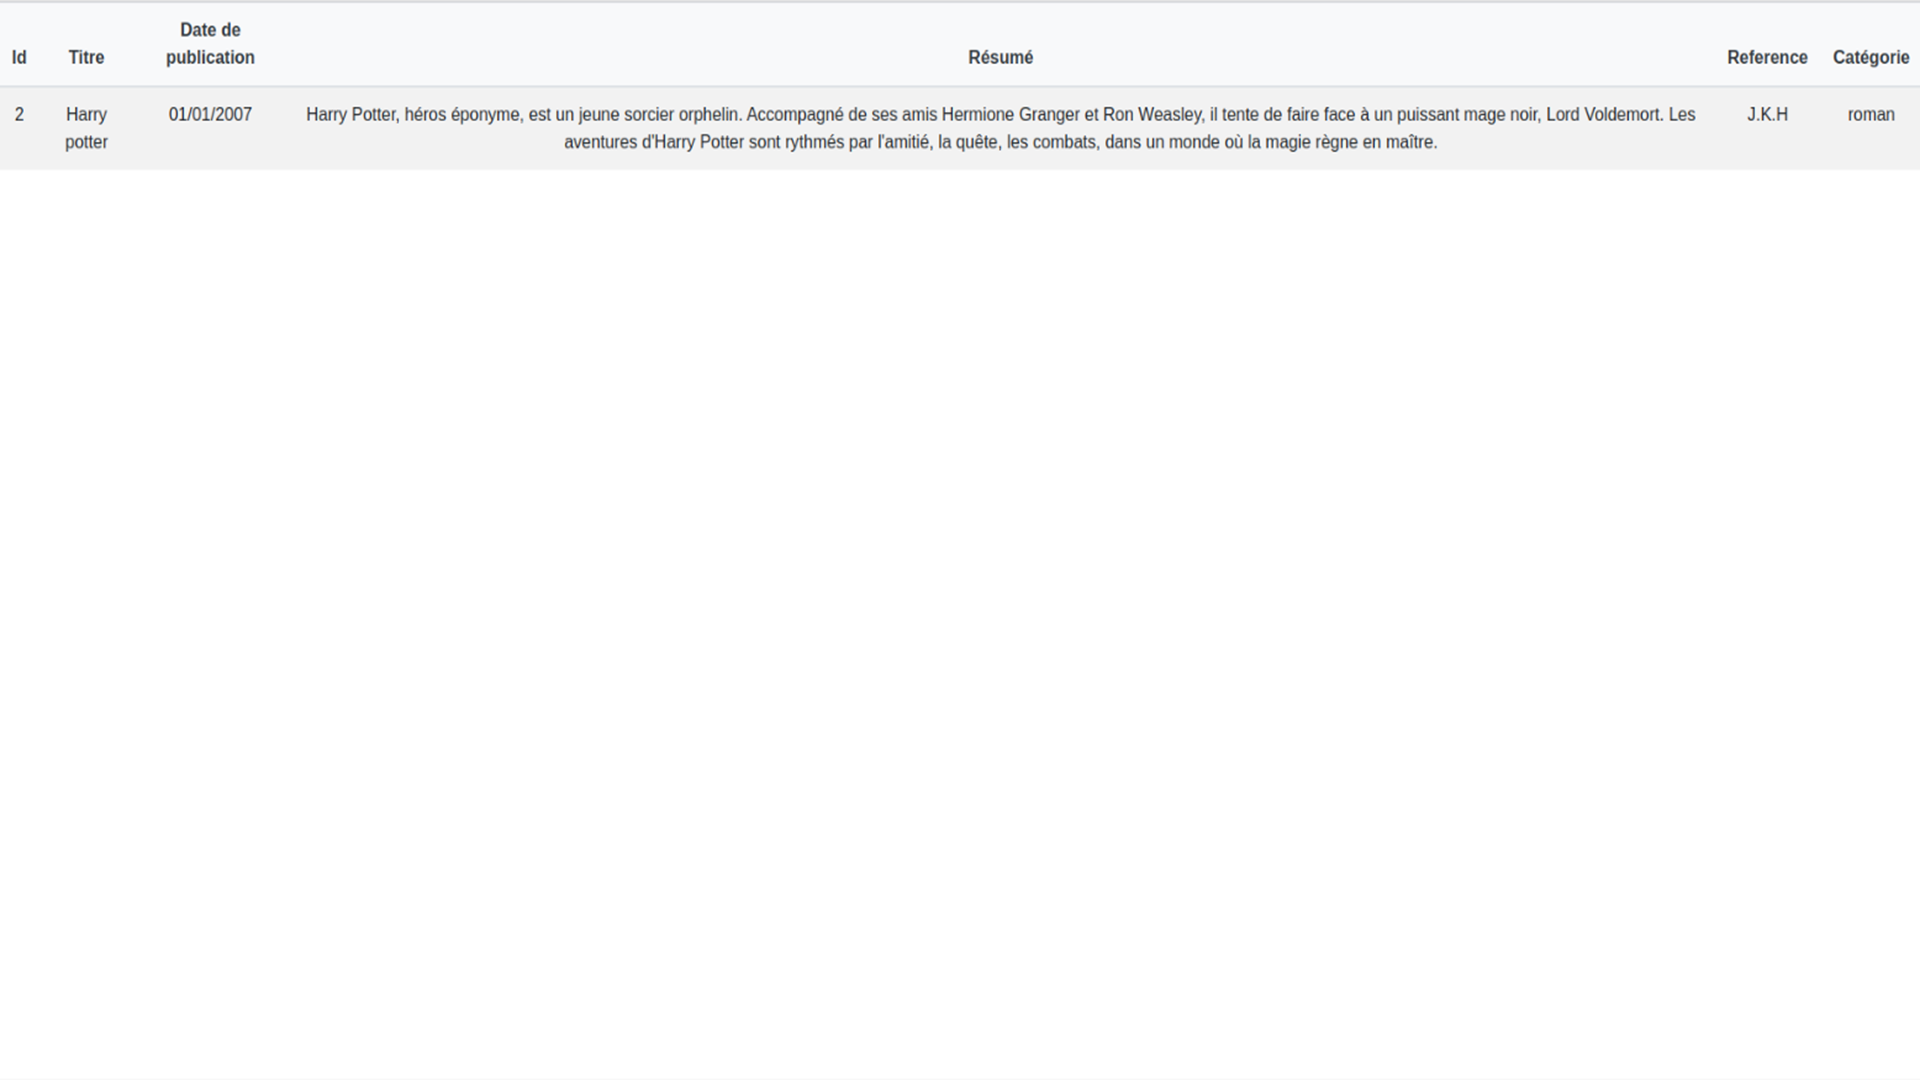 Id Titre Date de publication Résumé Reference Catégorie
2 Harry potter 01/01/2007 Harry Potter, héros éponyme, est un jeune sorcier orphelin. Accompagné de ses amis Hermione Granger et Ron Weasley, il tente de faire face à un puissant mage noir, Lord Voldemort. Les
aventures d'Harry Potter sont rythmés par l'amitié, la quête, les combats, dans un monde où la magie règne en maître. J.K.H roman